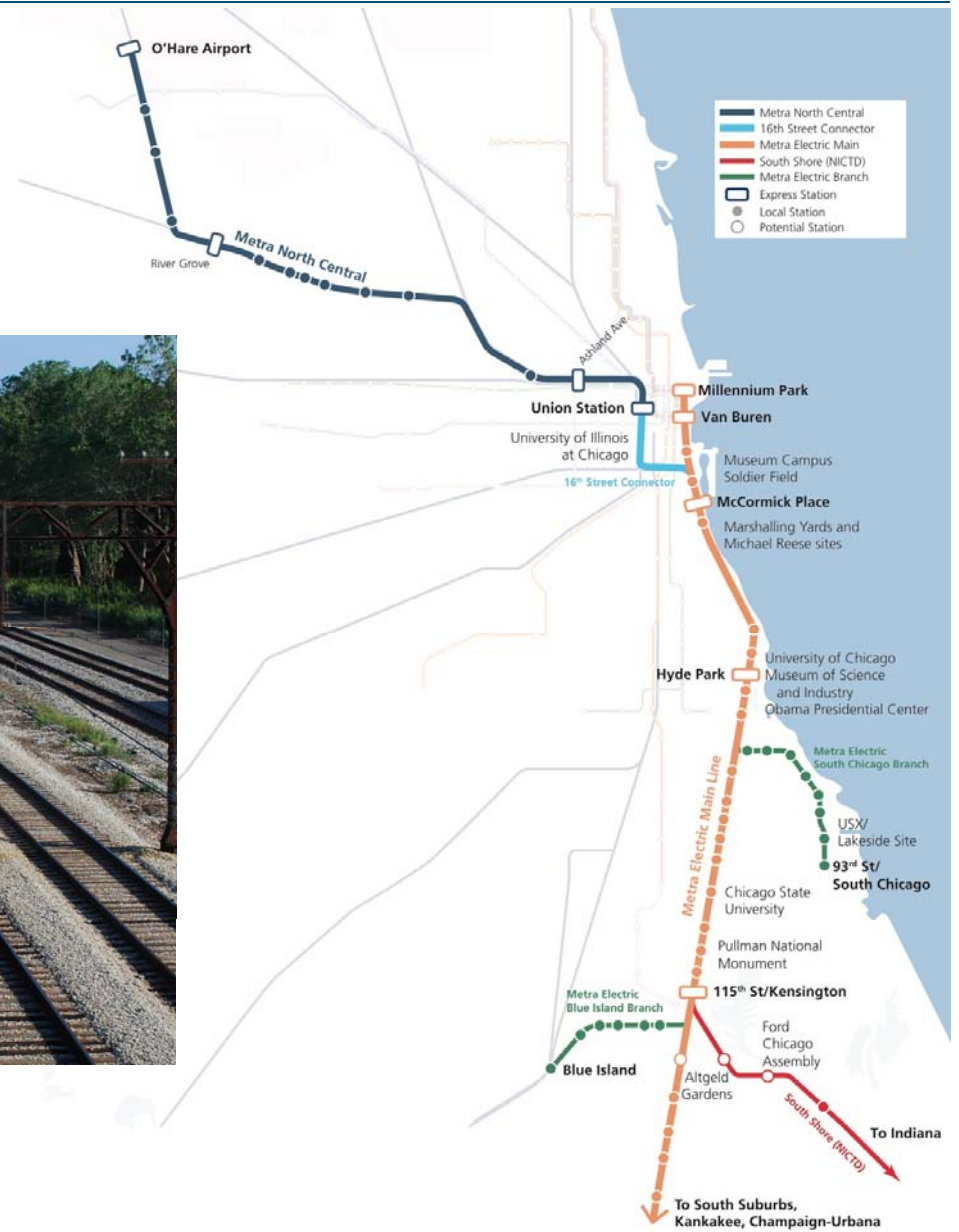 O'Hare Airport
Metra North Central
16th Street Connector
Metra Electric Main
South Shore (NICTD)
Metra Electric Branch
Express Station
Local Station
Potential Station
River Grove
Metra North Central
Ashland Ave.
Millennium Park
Union Station
Van Buren
University of Illinois
at Chicago
Museum Campus
Soldier Field
16th Street Connector
McCormick Place
Marshalling Yards and
Michael Reese sites
Hyde Park
University of Chicago
Museum of Science
and Industry
Obama Presidential Center
Metra Electric
South Chicago Branch
Metra Electric Main Line
USX/
Lakeside Site
93rd St/
South Chicago
Chicago State
University
Pullman National
Monument
115th St/Kensington
Metra Electric
Blue Island Branch
Blue Island
Ford
Chicago
Assembly
Altgeld
Gardens
South Shore (NICTD)
To Indiana
To South Suburbs,
Kankakee, Champaign-Urbana